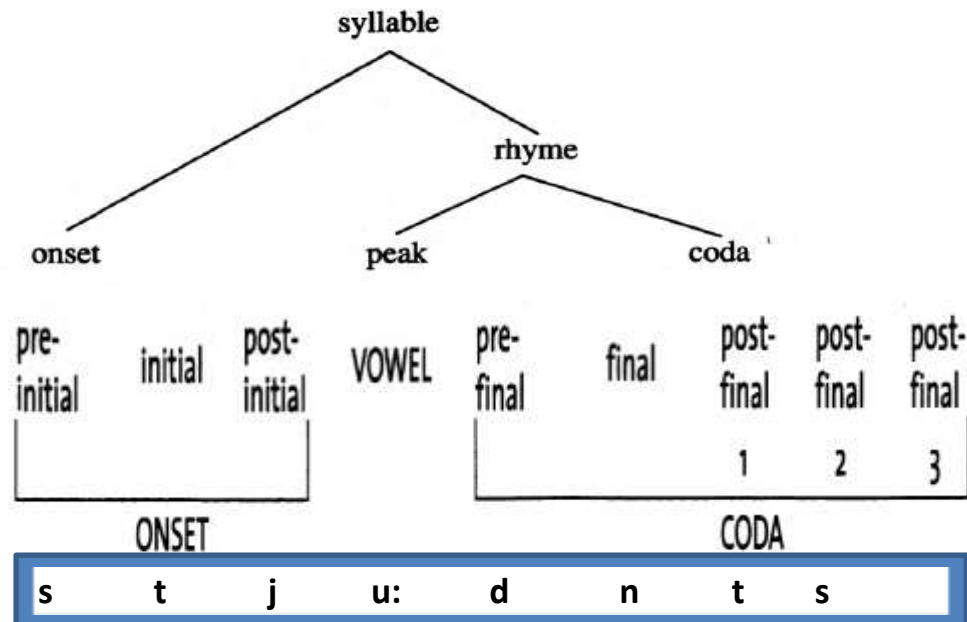 syllable
rhyme
onset peak coda
pre- post- pre- post- post- post-
initial VOWEL final
initial initial final final final final
1 2 3
ONSET CODA
s t j u: d n t s